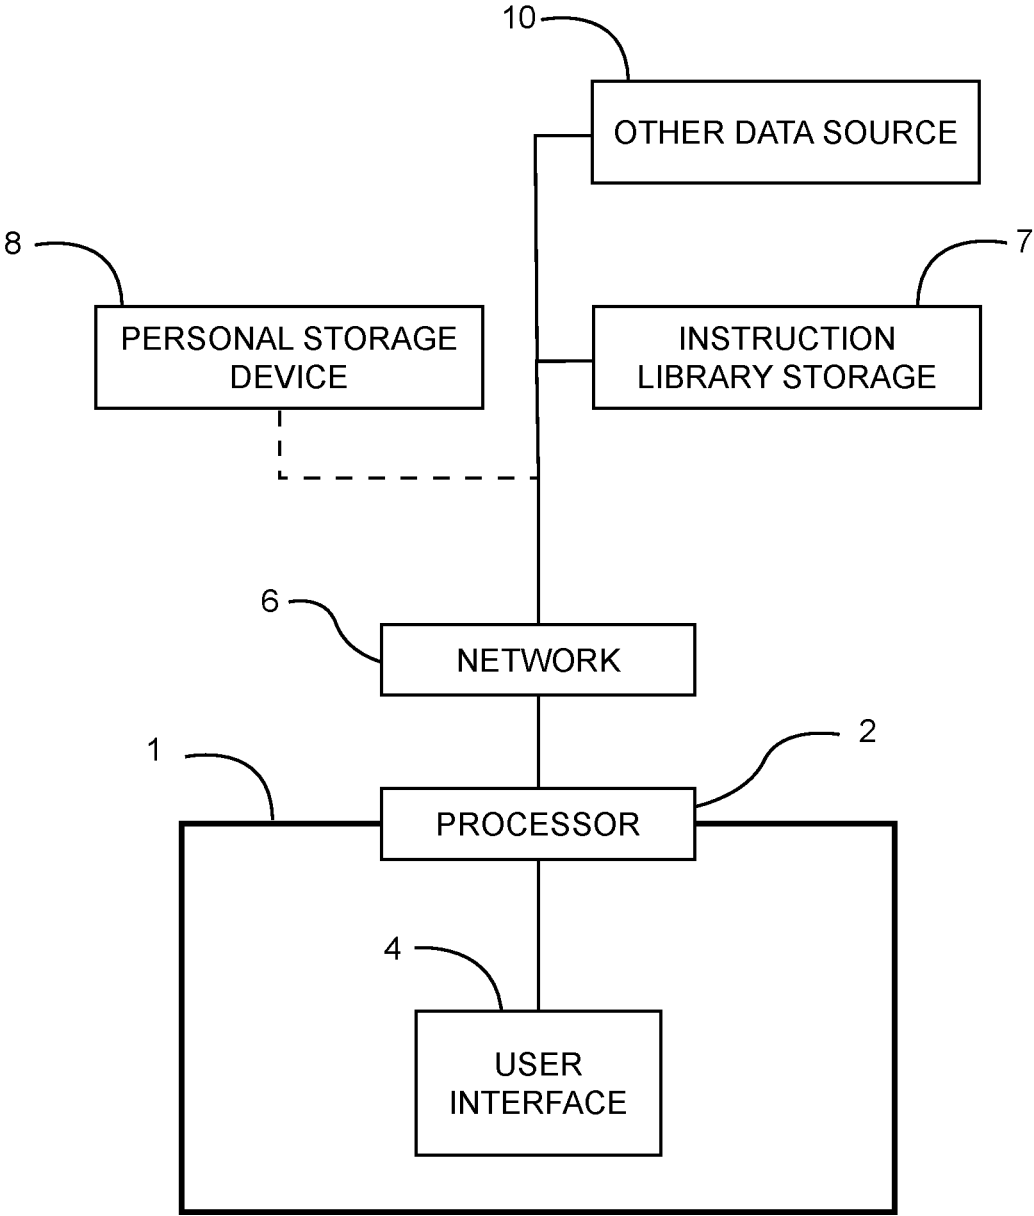 10
OTHER DATA SOURCE
8
7
PERSONAL STORAGE
DEVICE
INSTRUCTION
LIBRARY STORAGE
6
NETWORK
1
2
PROCESSOR
4
USER
INTERFACE